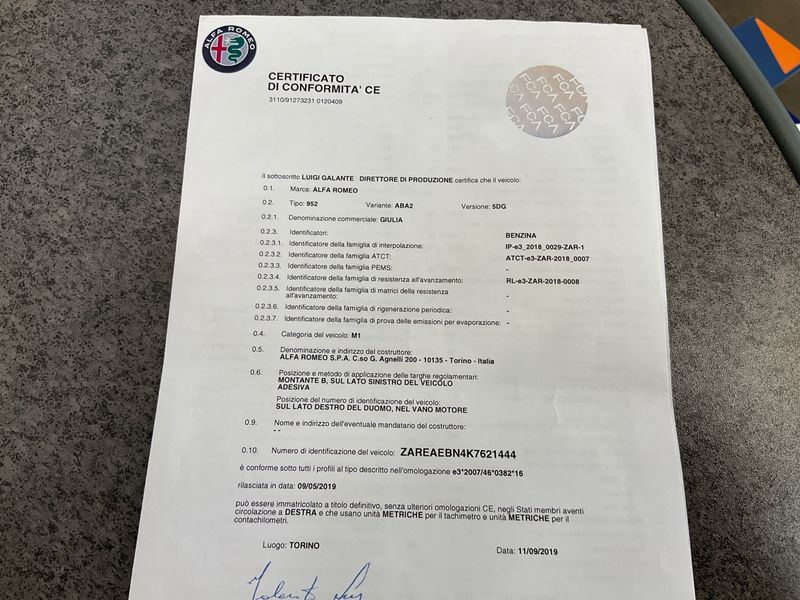 ALFA ROMEO
CERTIFICATO
DI CONFORMITA' CE
3110/91273231 0120409
FCA FCA FCA FCA
Il sottoscritto LUIGI GALANTE DIRETTORE DI PRODUZIONE certifica che il veicolo:
0.1. Marca: ALFA ROMEO
0.2. Tipo: 952 Variante: ABA2 Versione: 5DG
0.2.1. Denominazione commerciale: GIULIA
0.2.3. Identificatori: BENZINA
0.2.3.1. Identificatore della famiglia di interpolazione: IP-e3_2018_0029-ZAR-1
0.2.3.2. Identificatore della famiglia ATCT: ATCT-e3-ZAR-2018_0007
0.2.3.3. Identificatore della famiglia PEMS: -
0.2.3.4. Identificatore della famiglia di resistenza all'avanzamento: RL-e3-ZAR-2018-0008
0.2.3.5. Identificatore della famiglia di matrici della resistenza
all'avanzamento: -
0.2.3.6. Identificatore della famiglia di rigenerazione periodica: -
0.2.3.7. Identificatore della famiglia di prova delle emissioni per evaporazione: -
0.4. Categoria del veicolo: M1
0.5. Denominazione e indirizzo del costruttore:
ALFA ROMEO S.P.A. C.so G. Agnelli 200 - 10135 - Torino - Italia
0.6. Posizione e metodo di applicazione delle targhe regolamentari:
MONTANTE B, SUL LATO SINISTRO DEL VEICOLO
ADESIVA
Posizione del numero di identificazione del veicolo:
SUL LATO DESTRO DEL DUOMO, NEL VANO MOTORE
0.9. Nome e indirizzo dell'eventuale mandatario del costruttore:
- -
0.10. Numero di identificazione del veicolo: ZAREAEBN4K7621444
è conforme sotto tutti i profili al tipo descritto nell'omologazione e3*2007/46*0382*16
rilasciata in data: 09/05/2019
può essere immatricolato a titolo definitivo, senza ulteriori omologazioni CE, negli Stati membri aventi
circolazione a DESTRA e che usano unità METRICHE per il tachimetro e unità METRICHE per il
contachilometri.
Luogo: TORINO Data: 11/09/2019